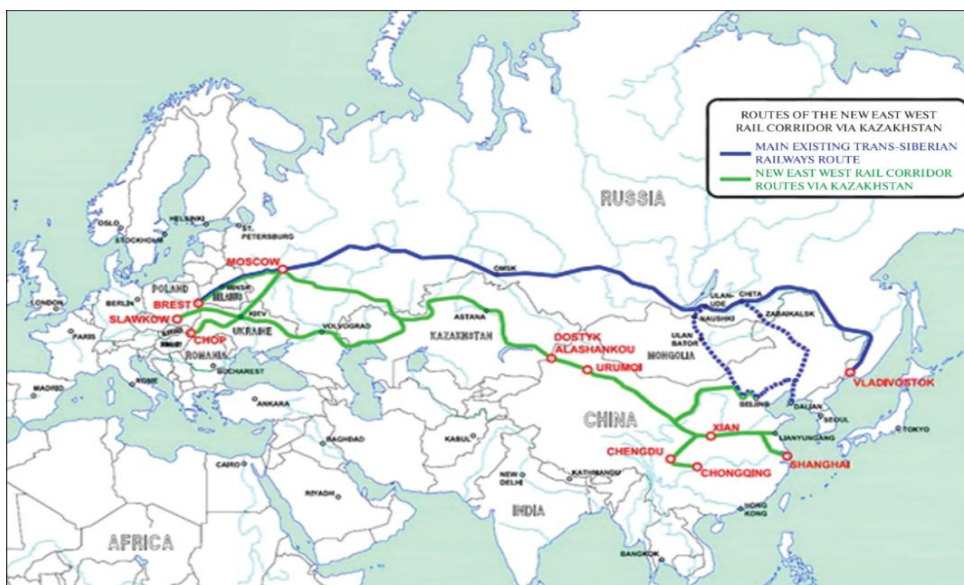 ROUTES OF THE NEW EAST WEST
RAIL CORRIDOR VIA KAZAKHSTAN
MAIN EXISTING TRANS-SIBERIAN
RAILWAYS ROUTE
NEW EAST WEST RAIL CORRIDOR
ROUTES VIA KAZAKHSTAN
RUSSIA
OSLO
HELSINKI
STOCKHOLM
ST.
PETERSBURG
MOSCOW
OMSK
LONDON
BERLIN
POLAND
BREST
MINSK
BELARUS
SLAWKOW
KIEV
UKRAINE
CHOP
PARIS
ROMANIA
BUCHAREST
VOLVOGRAD
ASTANA
KAZAKHSTAN
DOSTYK
ALASHANKOU
URUMQI
ULAN-
UDE
CHITA
NAUSHKI
ZABAIKALSK
ULAN
BATOR
MONGOLIA
VLADIVOSTOK
MADRID
ROME
ANKARA
BEIJING
DALIAN
SEOUL
TOKYO
CHINA
XIAN
LIANYUNGANG
CHENGDU
CHONGQING
SHANGHAI
BAGHDAD
KABUL
CAIRO
RIYADH
NEW
DELHI
KATHMANDU
INDIA
HONG
KONG
AFRICA
BANGKOK